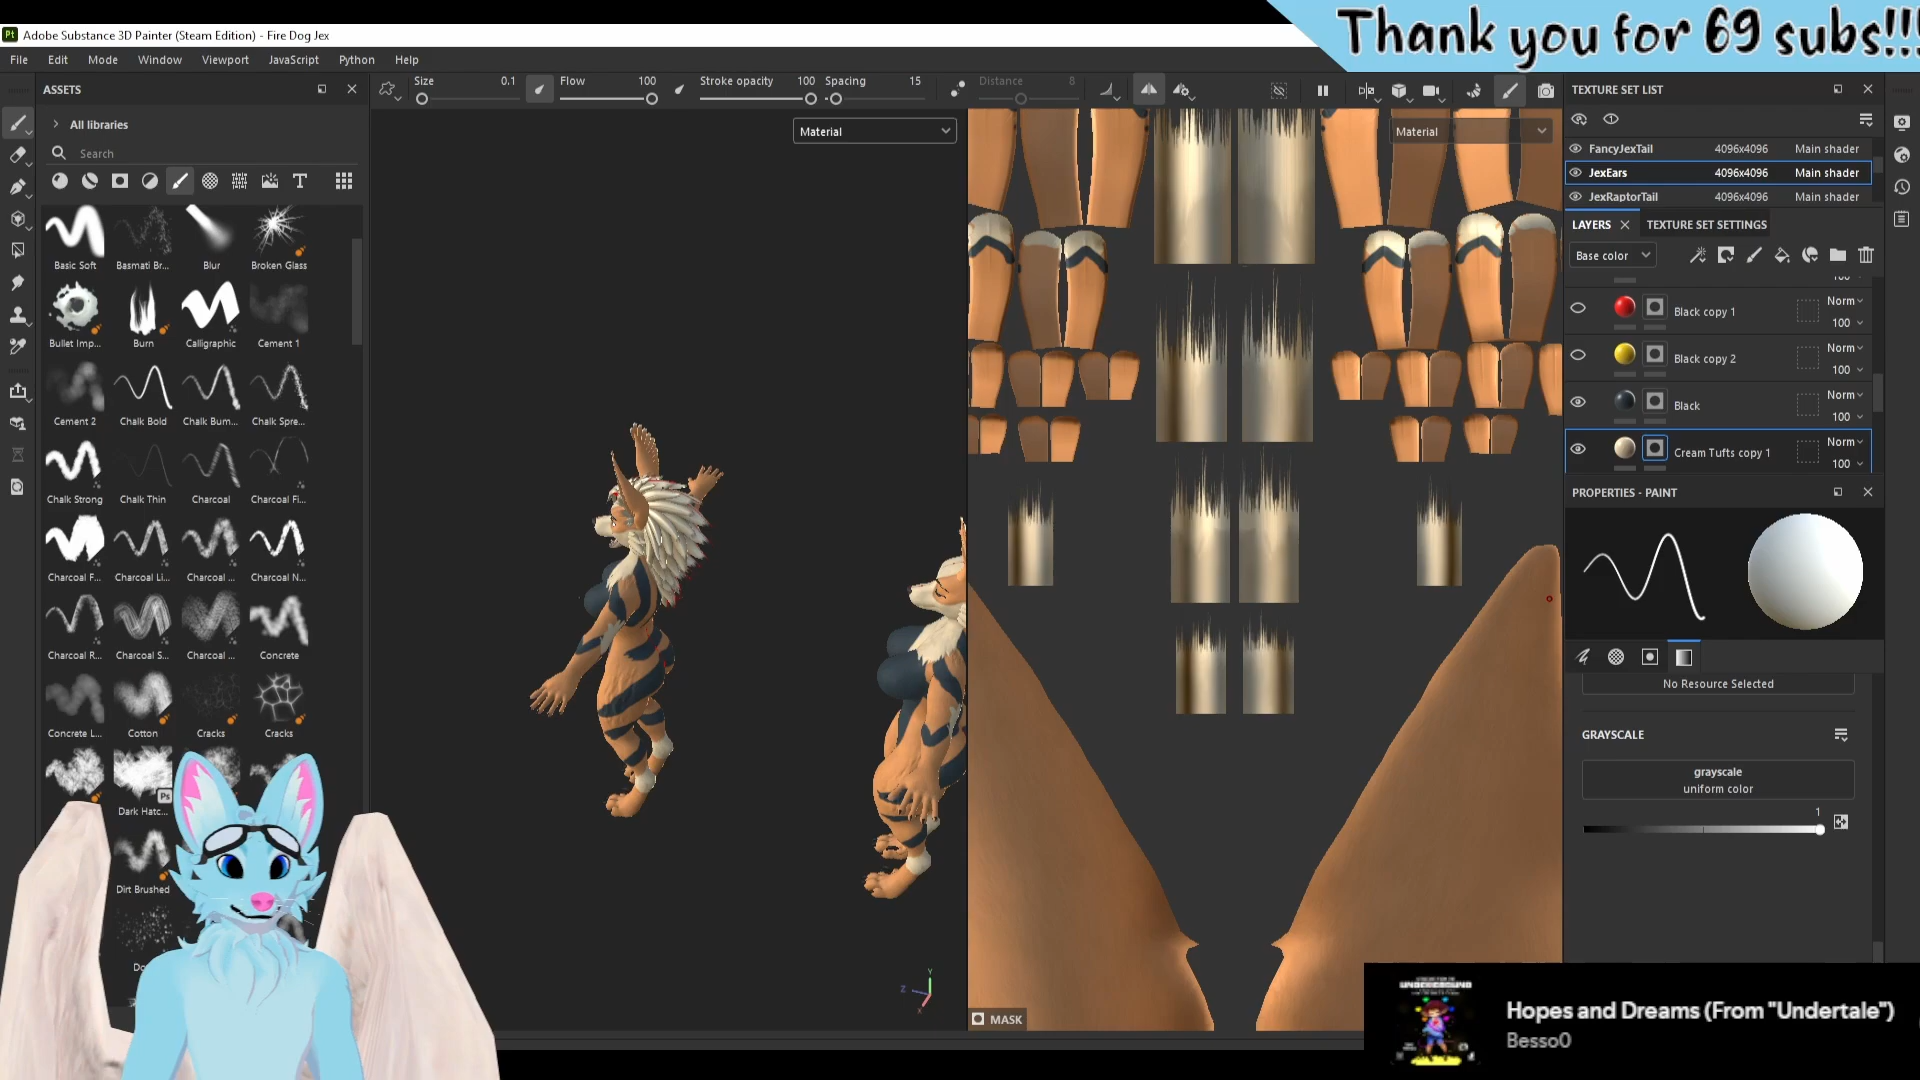 Adobe Substance 3D Painter (Steam Edition) - Fire Dog Jex
Thank you for 69 subs!!!
File Edit Mode Window Viewport JavaScript Python Help
ASSETS
Size 0.1
Flow 100
Stroke opacity 100
Spacing 15
Distance 8
All libraries
Search
Basic Soft
Basmati Br...
Blur
Broken Glass
Bullet Imp...
Burn
Calligraphic
Cement 1
Cement 2
Chalk Bold
Chalk Bum...
Chalk Spre...
Chalk Strong
Chalk Thin
Charcoal
Charcoal Fi...
Charcoal F...
Charcoal Li...
Charcoal ...
Charcoal N...
Charcoal R...
Charcoal S...
Charcoal ...
Concrete
Concrete L...
Cotton
Cracks
Cracks
Dark Hatc...
Ps
Dirt Brushed
Material
Material
Y
Z
X
MASK
TEXTURE SET LIST
FancyJexTail 4096x4096 Main shader
JexEars 4096x4096 Main shader
JexRaptorTail 4096x4096 Main shader
LAYERS
TEXTURE SET SETTINGS
Base color
Black copy 1 Norm
100
Black copy 2 Norm
100
Black Norm
100
Cream Tufts copy 1 Norm
100
PROPERTIES - PAINT
No Resource Selected
GRAYSCALE
grayscale
uniform color
1
UNDERGROUND
Hopes and Dreams (From "Undertale")
Besso0